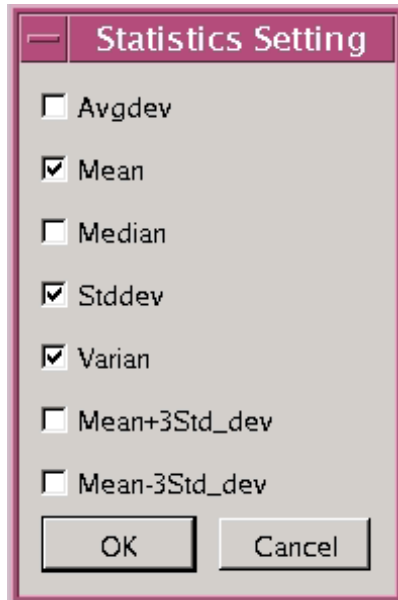 Statistics Setting
Avgdev
Mean
Median
Stddev
Varian
Mean+3Std_dev
Mean-3Std_dev
OK Cancel